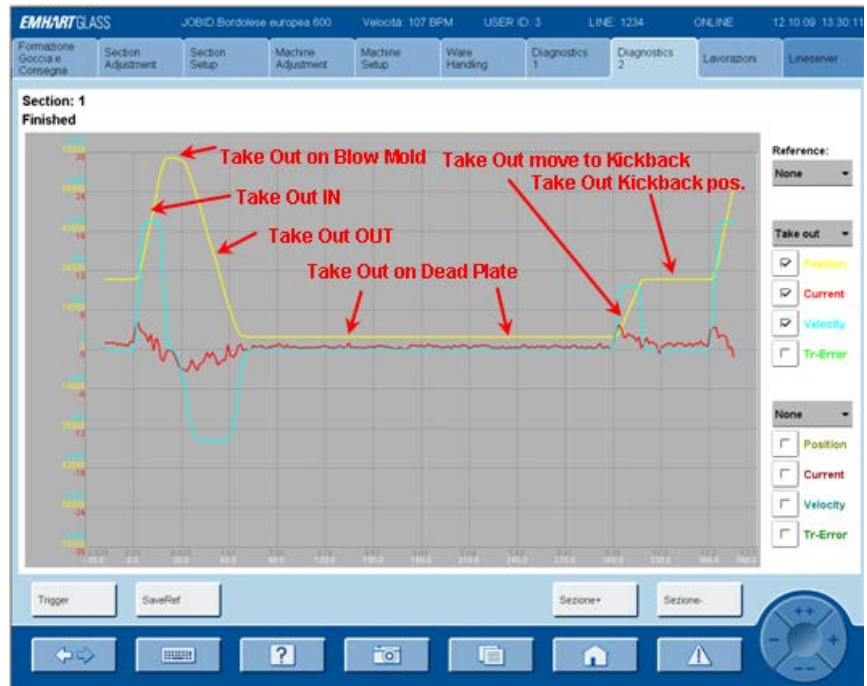 EMHART GLASS JOBID:Bordolese europea 600 Velocità: 107 BPM USER ID: 3 LINE: 1234 ONLINE 12.10.09 13:30:11
Formazione Goccia e Consegna
Section Adjustment
Section Setup
Machine Adjustment
Machine Setup
Ware Handling
Diagnostics 1
Diagnostics 2
Lavorazioni
Lineserver
Section: 1
Finished
Take Out on Blow Mold
Take Out move to Kickback
Take Out Kickback pos.
Take Out IN
Take Out OUT
Take Out on Dead Plate
Reference:
None
Take out
Position
Current
Velocity
Tr-Error
None
Position
Current
Velocity
Tr-Error
Trigger
SaveRef
Sezione+
Sezione-